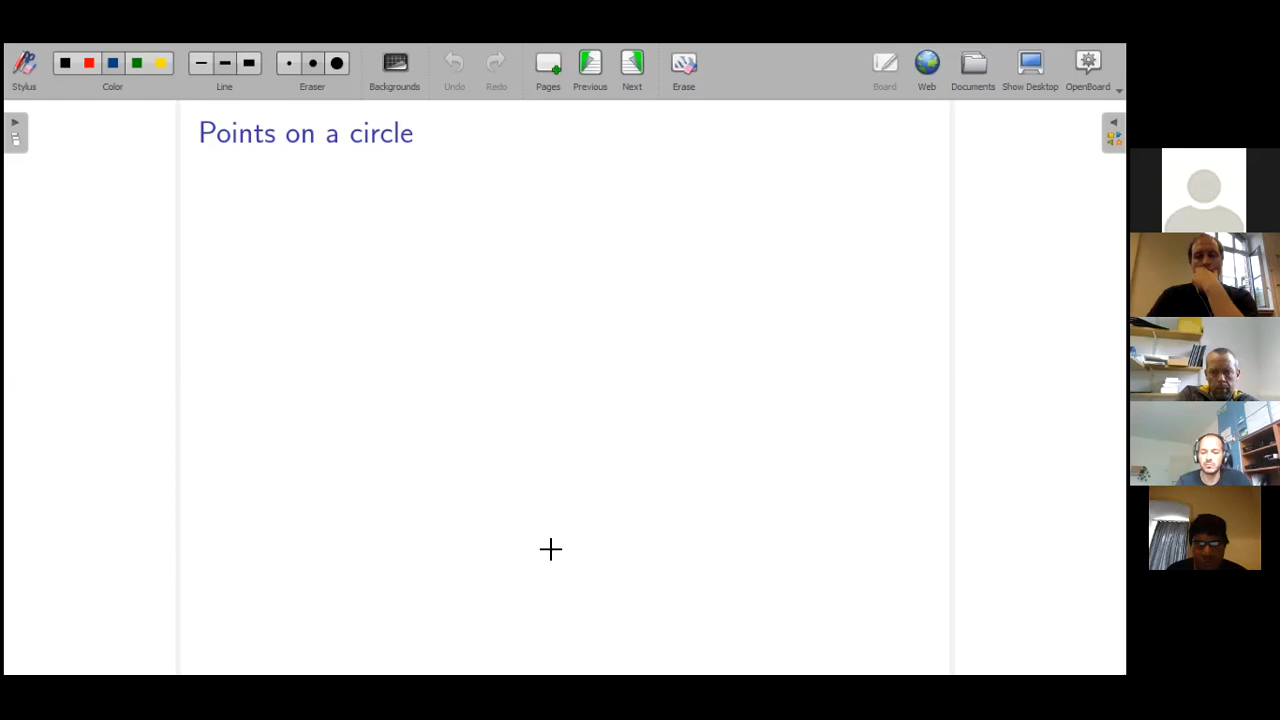 Stylus
Color
Line
Eraser
Backgrounds
Undo
Redo
Pages
Previous
Next
Erase
Board
Web
Documents
Show Desktop
OpenBoard
Points on a circle